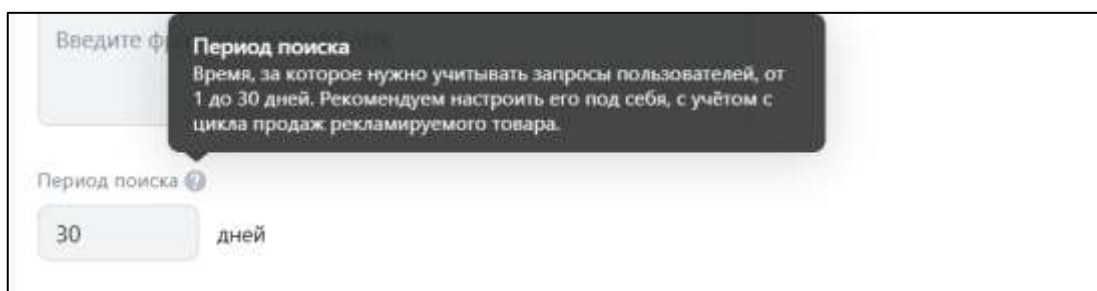 Введите ф
Период поиска
Время, за которое нужно учитывать запросы пользователей, от
1 до 30 дней. Рекомендуем настроить его под себя, с учётом с
цикла продаж рекламируемого товара.
Период поиска ?
30 дней